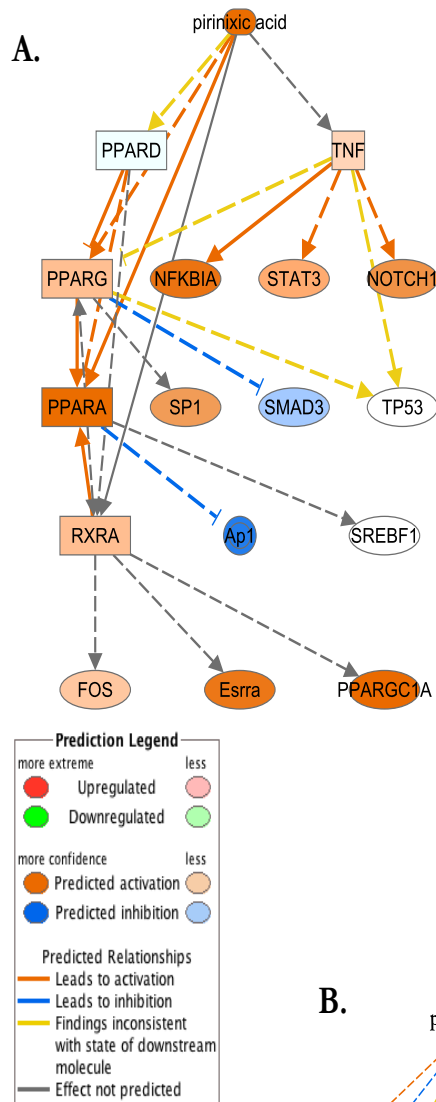 pirinixic acid
A.
PPARD
TNF
PPARG
NFKBIA
STAT3
NOTCH1
PPARA
SP1
SMAD3
TP53
RXRA
Ap1
SREBF1
FOS
Esrra
PPARGC1A
Prediction Legend
more extreme less
Upregulated
Downregulated
more confidence less
Predicted activation
Predicted inhibition
Predicted Relationships
Leads to activation
Leads to inhibition
Findings inconsistent
with state of downstream
molecule
Effect not predicted
B.
p